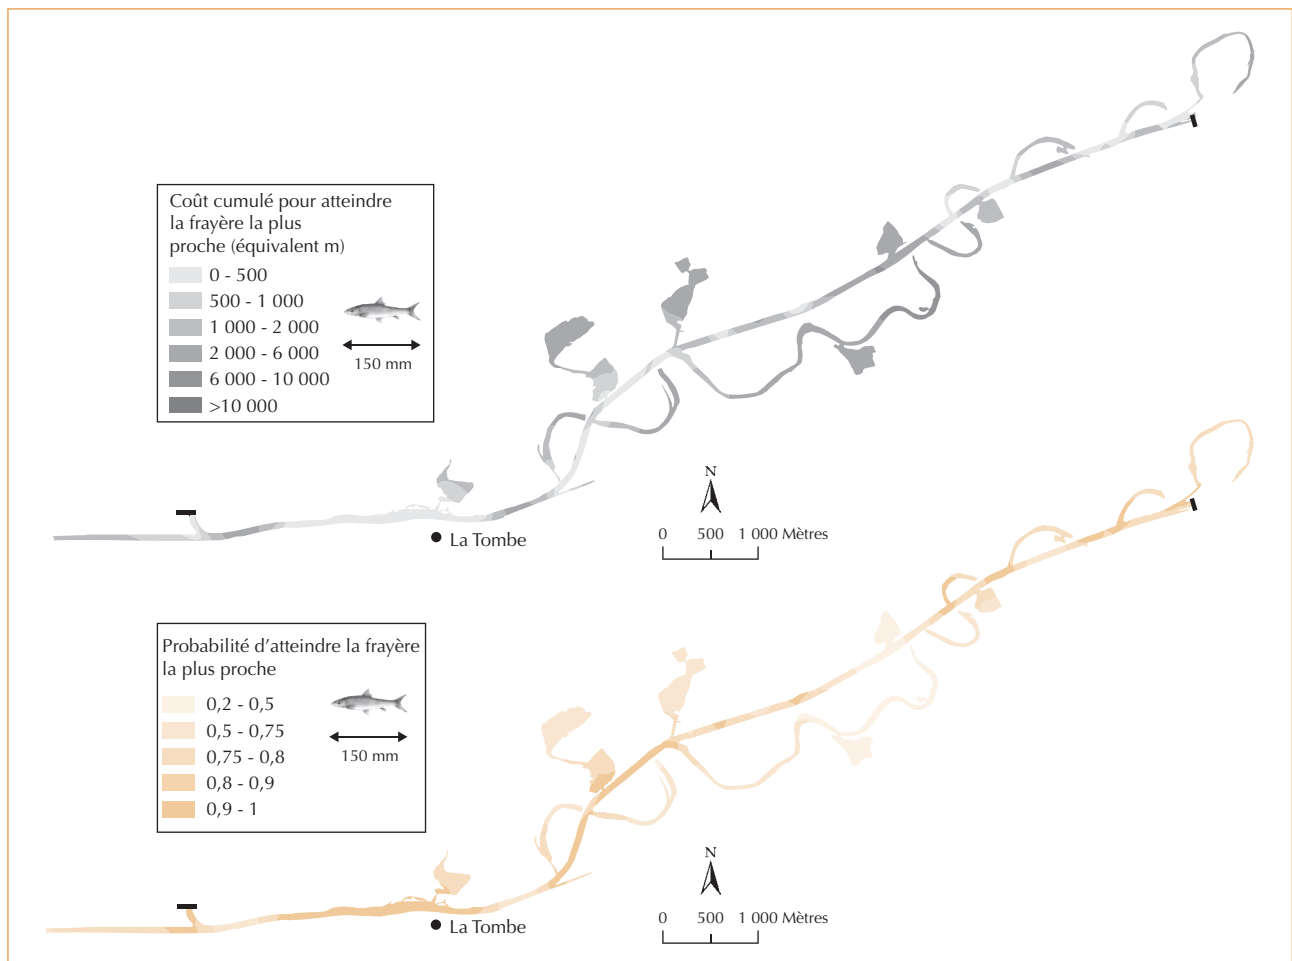 Coût cumulé pour atteindre
la frayère la plus
proche (équivalent m)
0 - 500
500 - 1 000
1 000 - 2 000
2 000 - 6 000
6 000 - 10 000
>10 000
150 mm
La Tombe
N
0 500 1 000 Mètres
Probabilité d’atteindre la frayère
la plus proche
0,2 - 0,5
0,5 - 0,75
0,75 - 0,8
0,8 - 0,9
0,9 - 1
150 mm
La Tombe
N
0 500 1 000 Mètres